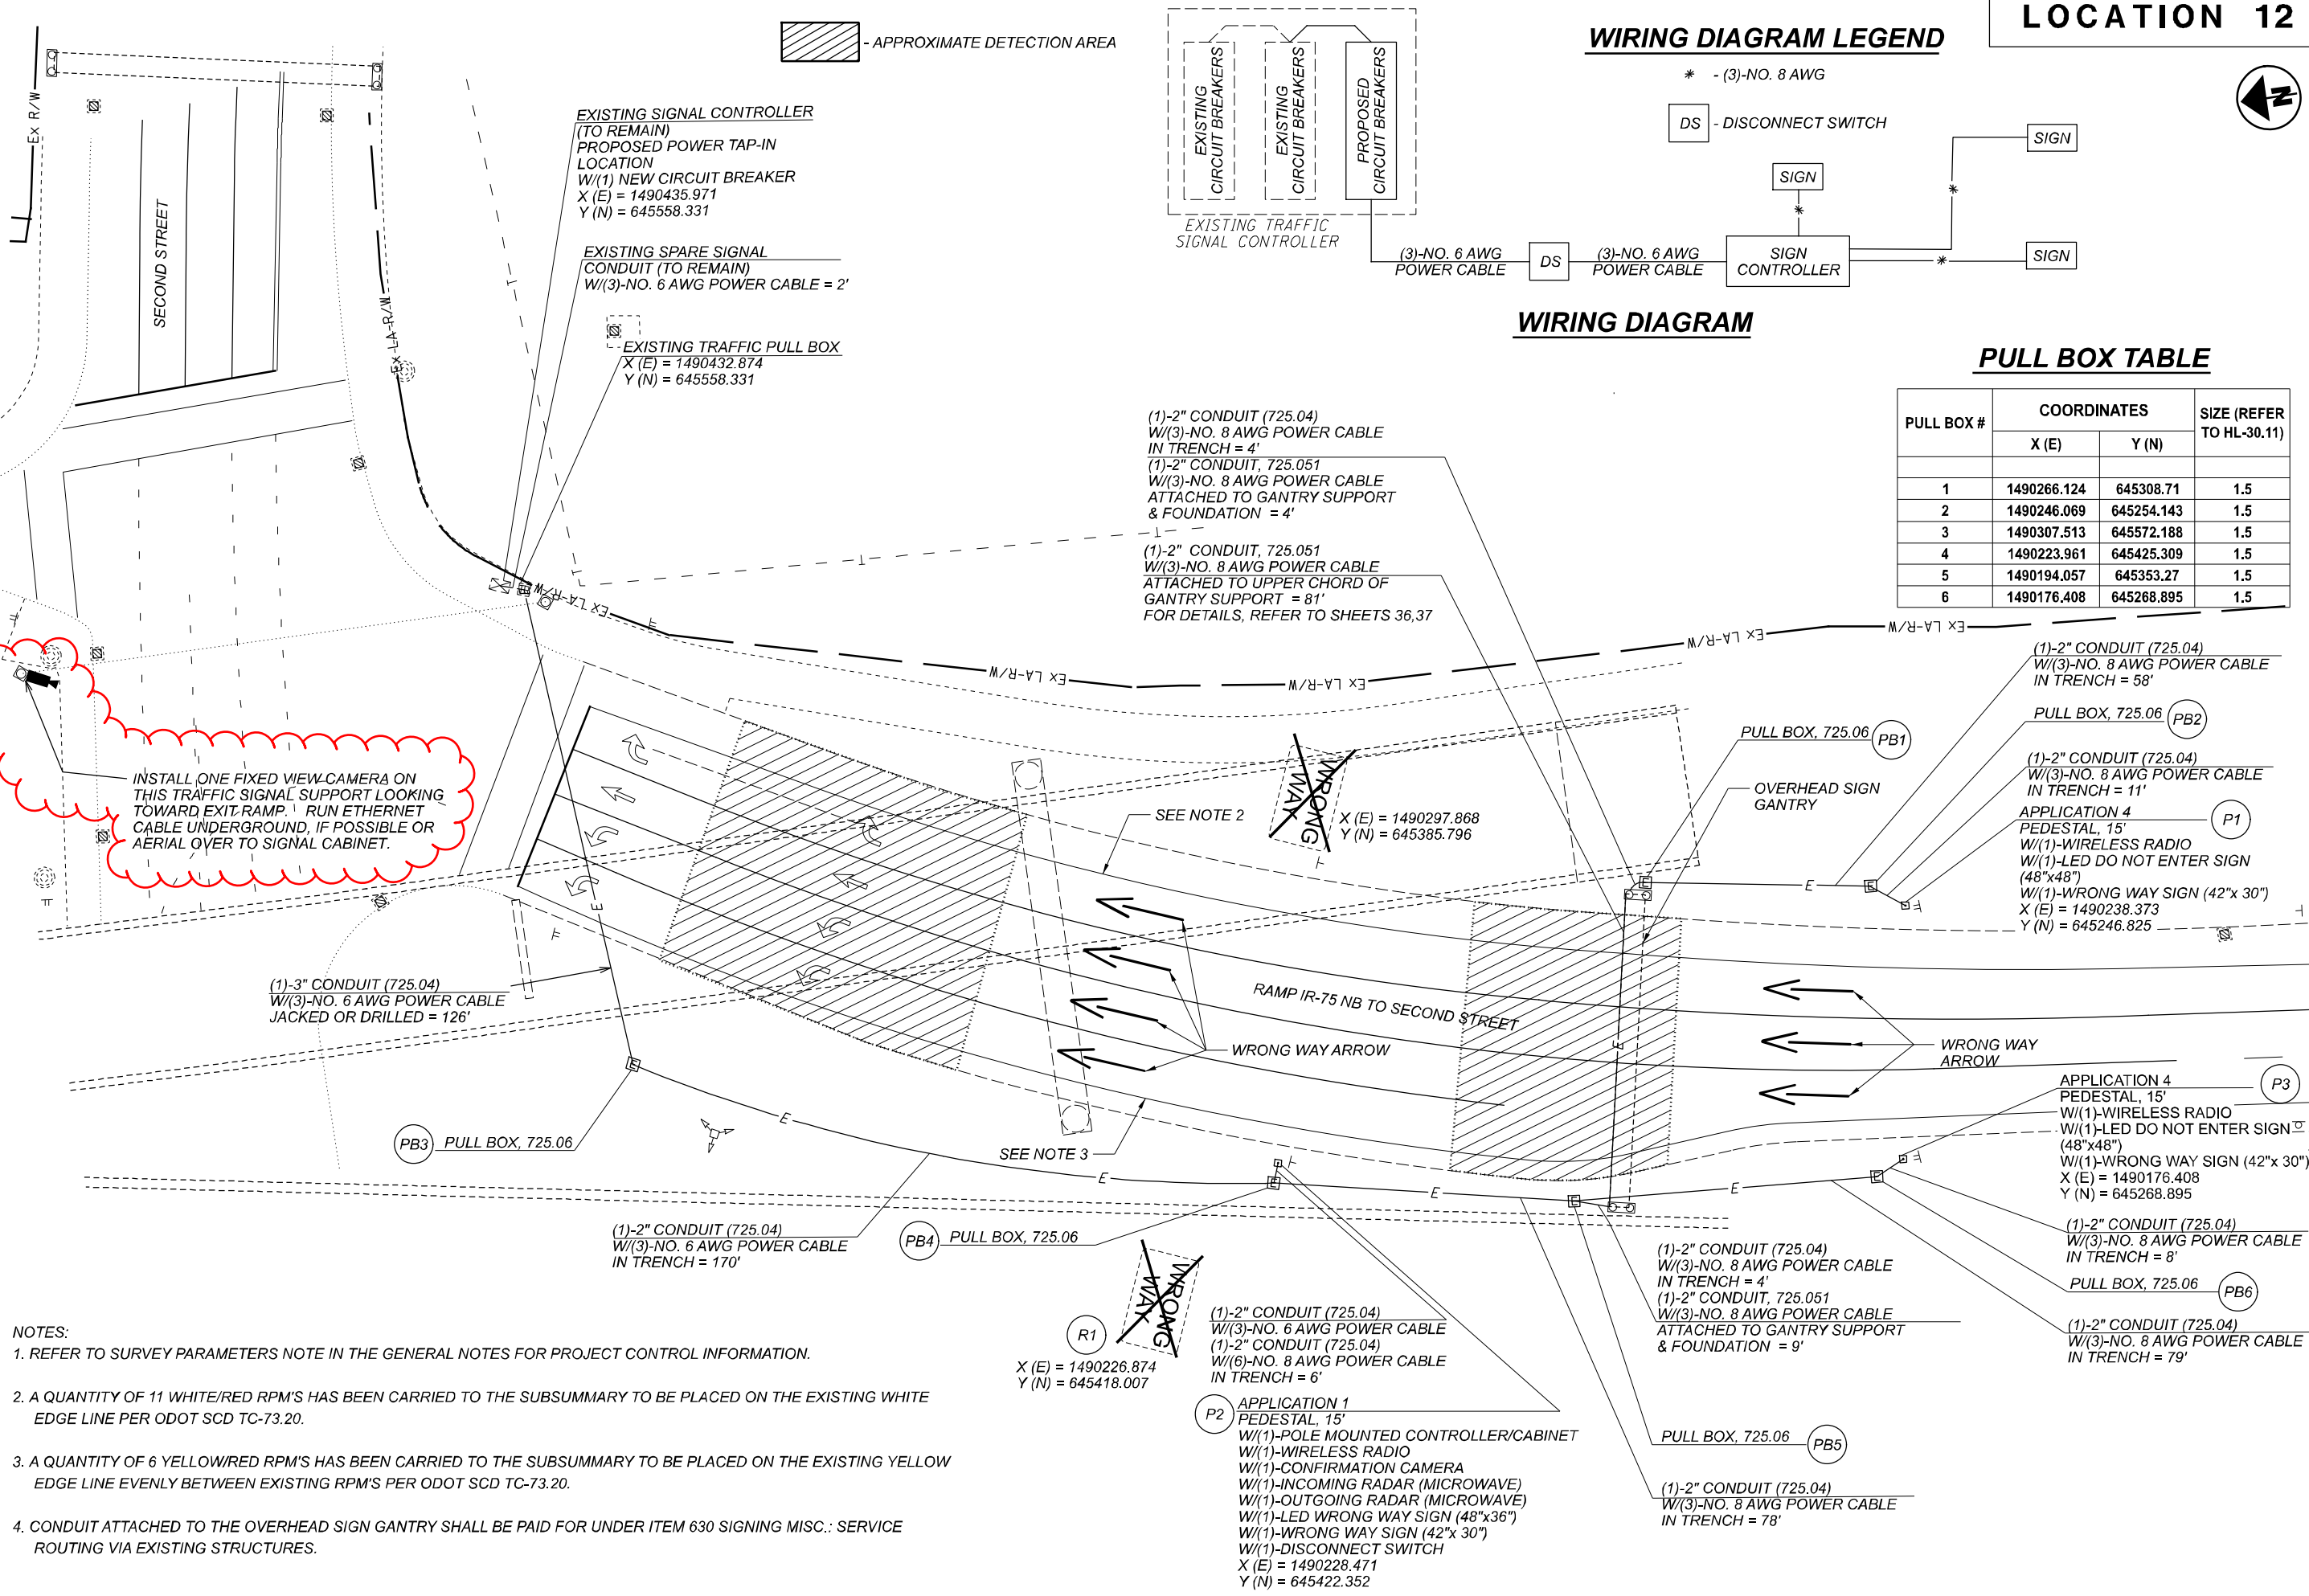 LOCATION 12
N
- APPROXIMATE DETECTION AREA
EXISTING
CIRCUIT BREAKERS
EXISTING
CIRCUIT BREAKERS
PROPOSED
CIRCUIT BREAKERS
EXISTING TRAFFIC
SIGNAL CONTROLLER
(3)-NO. 6 AWG
POWER CABLE
DS
(3)-NO. 6 AWG
POWER CABLE
SIGN
CONTROLLER
SIGN
SIGN
SIGN
*
*
*
WIRING DIAGRAM LEGEND
* - (3)-NO. 8 AWG
DS - DISCONNECT SWITCH
WIRING DIAGRAM
PULL BOX TABLE
PULL BOX # COORDINATES SIZE (REFER
TO HL-30.11)
X (E) Y (N)
1 1490266.124 645308.71 1.5
2 1490246.069 645254.143 1.5
3 1490307.513 645572.188 1.5
4 1490223.961 645425.309 1.5
5 1490194.057 645353.27 1.5
6 1490176.408 645268.895 1.5
Ex R/W
SECOND STREET
Ex LA-R/W
EXISTING SIGNAL CONTROLLER
(TO REMAIN)
PROPOSED POWER TAP-IN
LOCATION
W/(1) NEW CIRCUIT BREAKER
X (E) = 1490435.971
Y (N) = 645558.331
EXISTING SPARE SIGNAL
CONDUIT (TO REMAIN)
W/(3)-NO. 6 AWG POWER CABLE = 2'
EXISTING TRAFFIC PULL BOX
X (E) = 1490432.874
Y (N) = 645558.331
(1)-2" CONDUIT (725.04)
W/(3)-NO. 8 AWG POWER CABLE
IN TRENCH = 4'
(1)-2" CONDUIT, 725.051
W/(3)-NO. 8 AWG POWER CABLE
ATTACHED TO GANTRY SUPPORT
& FOUNDATION = 4'
(1)-2" CONDUIT, 725.051
W/(3)-NO. 8 AWG POWER CABLE
ATTACHED TO UPPER CHORD OF
GANTRY SUPPORT = 81'
FOR DETAILS, REFER TO SHEETS 36,37
Ex LA-R/W
Ex LA-R/W
Ex LA-R/W
Ex LA-R/W
Ex LA-R/W
(1)-2" CONDUIT (725.04)
W/(3)-NO. 8 AWG POWER CABLE
IN TRENCH = 58'
PULL BOX, 725.06 PB2
PULL BOX, 725.06 PB1
(1)-2" CONDUIT (725.04)
W/(3)-NO. 8 AWG POWER CABLE
IN TRENCH = 11'
OVERHEAD SIGN
GANTRY
APPLICATION 4 P1
PEDESTAL, 15'
W/(1)-WIRELESS RADIO
W/(1)-LED DO NOT ENTER SIGN
(48"x48")
W/(1)-WRONG WAY SIGN (42"x 30")
X (E) = 1490238.373
Y (N) = 645246.825
INSTALL ONE FIXED VIEW CAMERA ON
THIS TRAFFIC SIGNAL SUPPORT LOOKING
TOWARD EXIT RAMP. RUN ETHERNET
CABLE UNDERGROUND, IF POSSIBLE OR
AERIAL OVER TO SIGNAL CABINET.
SEE NOTE 2
WRONG
WAY
X (E) = 1490297.868
Y (N) = 645385.796
E
E
E
E
E
E
E
E
E
E
E
E
E
E
(1)-3" CONDUIT (725.04)
W/(3)-NO. 6 AWG POWER CABLE
JACKED OR DRILLED = 126'
RAMP IR-75 NB TO SECOND STREET
WRONG WAY ARROW
WRONG WAY
ARROW
PB3 PULL BOX, 725.06
SEE NOTE 3
APPLICATION 4 P3
PEDESTAL, 15'
W/(1)-WIRELESS RADIO
W/(1)-LED DO NOT ENTER SIGN
(48"x48")
W/(1)-WRONG WAY SIGN (42"x 30")
X (E) = 1490176.408
Y (N) = 645268.895
(1)-2" CONDUIT (725.04)
W/(3)-NO. 6 AWG POWER CABLE
IN TRENCH = 170'
PB4 PULL BOX, 725.06
(1)-2" CONDUIT (725.04)
W/(3)-NO. 8 AWG POWER CABLE
IN TRENCH = 4'
(1)-2" CONDUIT, 725.051
W/(3)-NO. 8 AWG POWER CABLE
ATTACHED TO GANTRY SUPPORT
& FOUNDATION = 9'
(1)-2" CONDUIT (725.04)
W/(3)-NO. 8 AWG POWER CABLE
IN TRENCH = 8'
PULL BOX, 725.06 PB6
(1)-2" CONDUIT (725.04)
W/(3)-NO. 8 AWG POWER CABLE
IN TRENCH = 79'
WRONG
WAY
R1
X (E) = 1490226.874
Y (N) = 645418.007
(1)-2" CONDUIT (725.04)
W/(3)-NO. 6 AWG POWER CABLE
(1)-2" CONDUIT (725.04)
W/(6)-NO. 8 AWG POWER CABLE
IN TRENCH = 6'
P2 APPLICATION 1
PEDESTAL, 15'
W/(1)-POLE MOUNTED CONTROLLER/CABINET
W/(1)-WIRELESS RADIO
W/(1)-CONFIRMATION CAMERA
W/(1)-INCOMING RADAR (MICROWAVE)
W/(1)-OUTGOING RADAR (MICROWAVE)
W/(1)-LED WRONG WAY SIGN (48"x36")
W/(1)-WRONG WAY SIGN (42"x 30")
W/(1)-DISCONNECT SWITCH
X (E) = 1490228.471
Y (N) = 645422.352
PULL BOX, 725.06 PB5
(1)-2" CONDUIT (725.04)
W/(3)-NO. 8 AWG POWER CABLE
IN TRENCH = 78'
NOTES:
1. REFER TO SURVEY PARAMETERS NOTE IN THE GENERAL NOTES FOR PROJECT CONTROL INFORMATION.
2. A QUANTITY OF 11 WHITE/RED RPM'S HAS BEEN CARRIED TO THE SUBSUMMARY TO BE PLACED ON THE EXISTING WHITE
EDGE LINE PER ODOT SCD TC-73.20.
3. A QUANTITY OF 6 YELLOW/RED RPM'S HAS BEEN CARRIED TO THE SUBSUMMARY TO BE PLACED ON THE EXISTING YELLOW
EDGE LINE EVENLY BETWEEN EXISTING RPM'S PER ODOT SCD TC-73.20.
4. CONDUIT ATTACHED TO THE OVERHEAD SIGN GANTRY SHALL BE PAID FOR UNDER ITEM 630 SIGNING MISC.: SERVICE
ROUTING VIA EXISTING STRUCTURES.